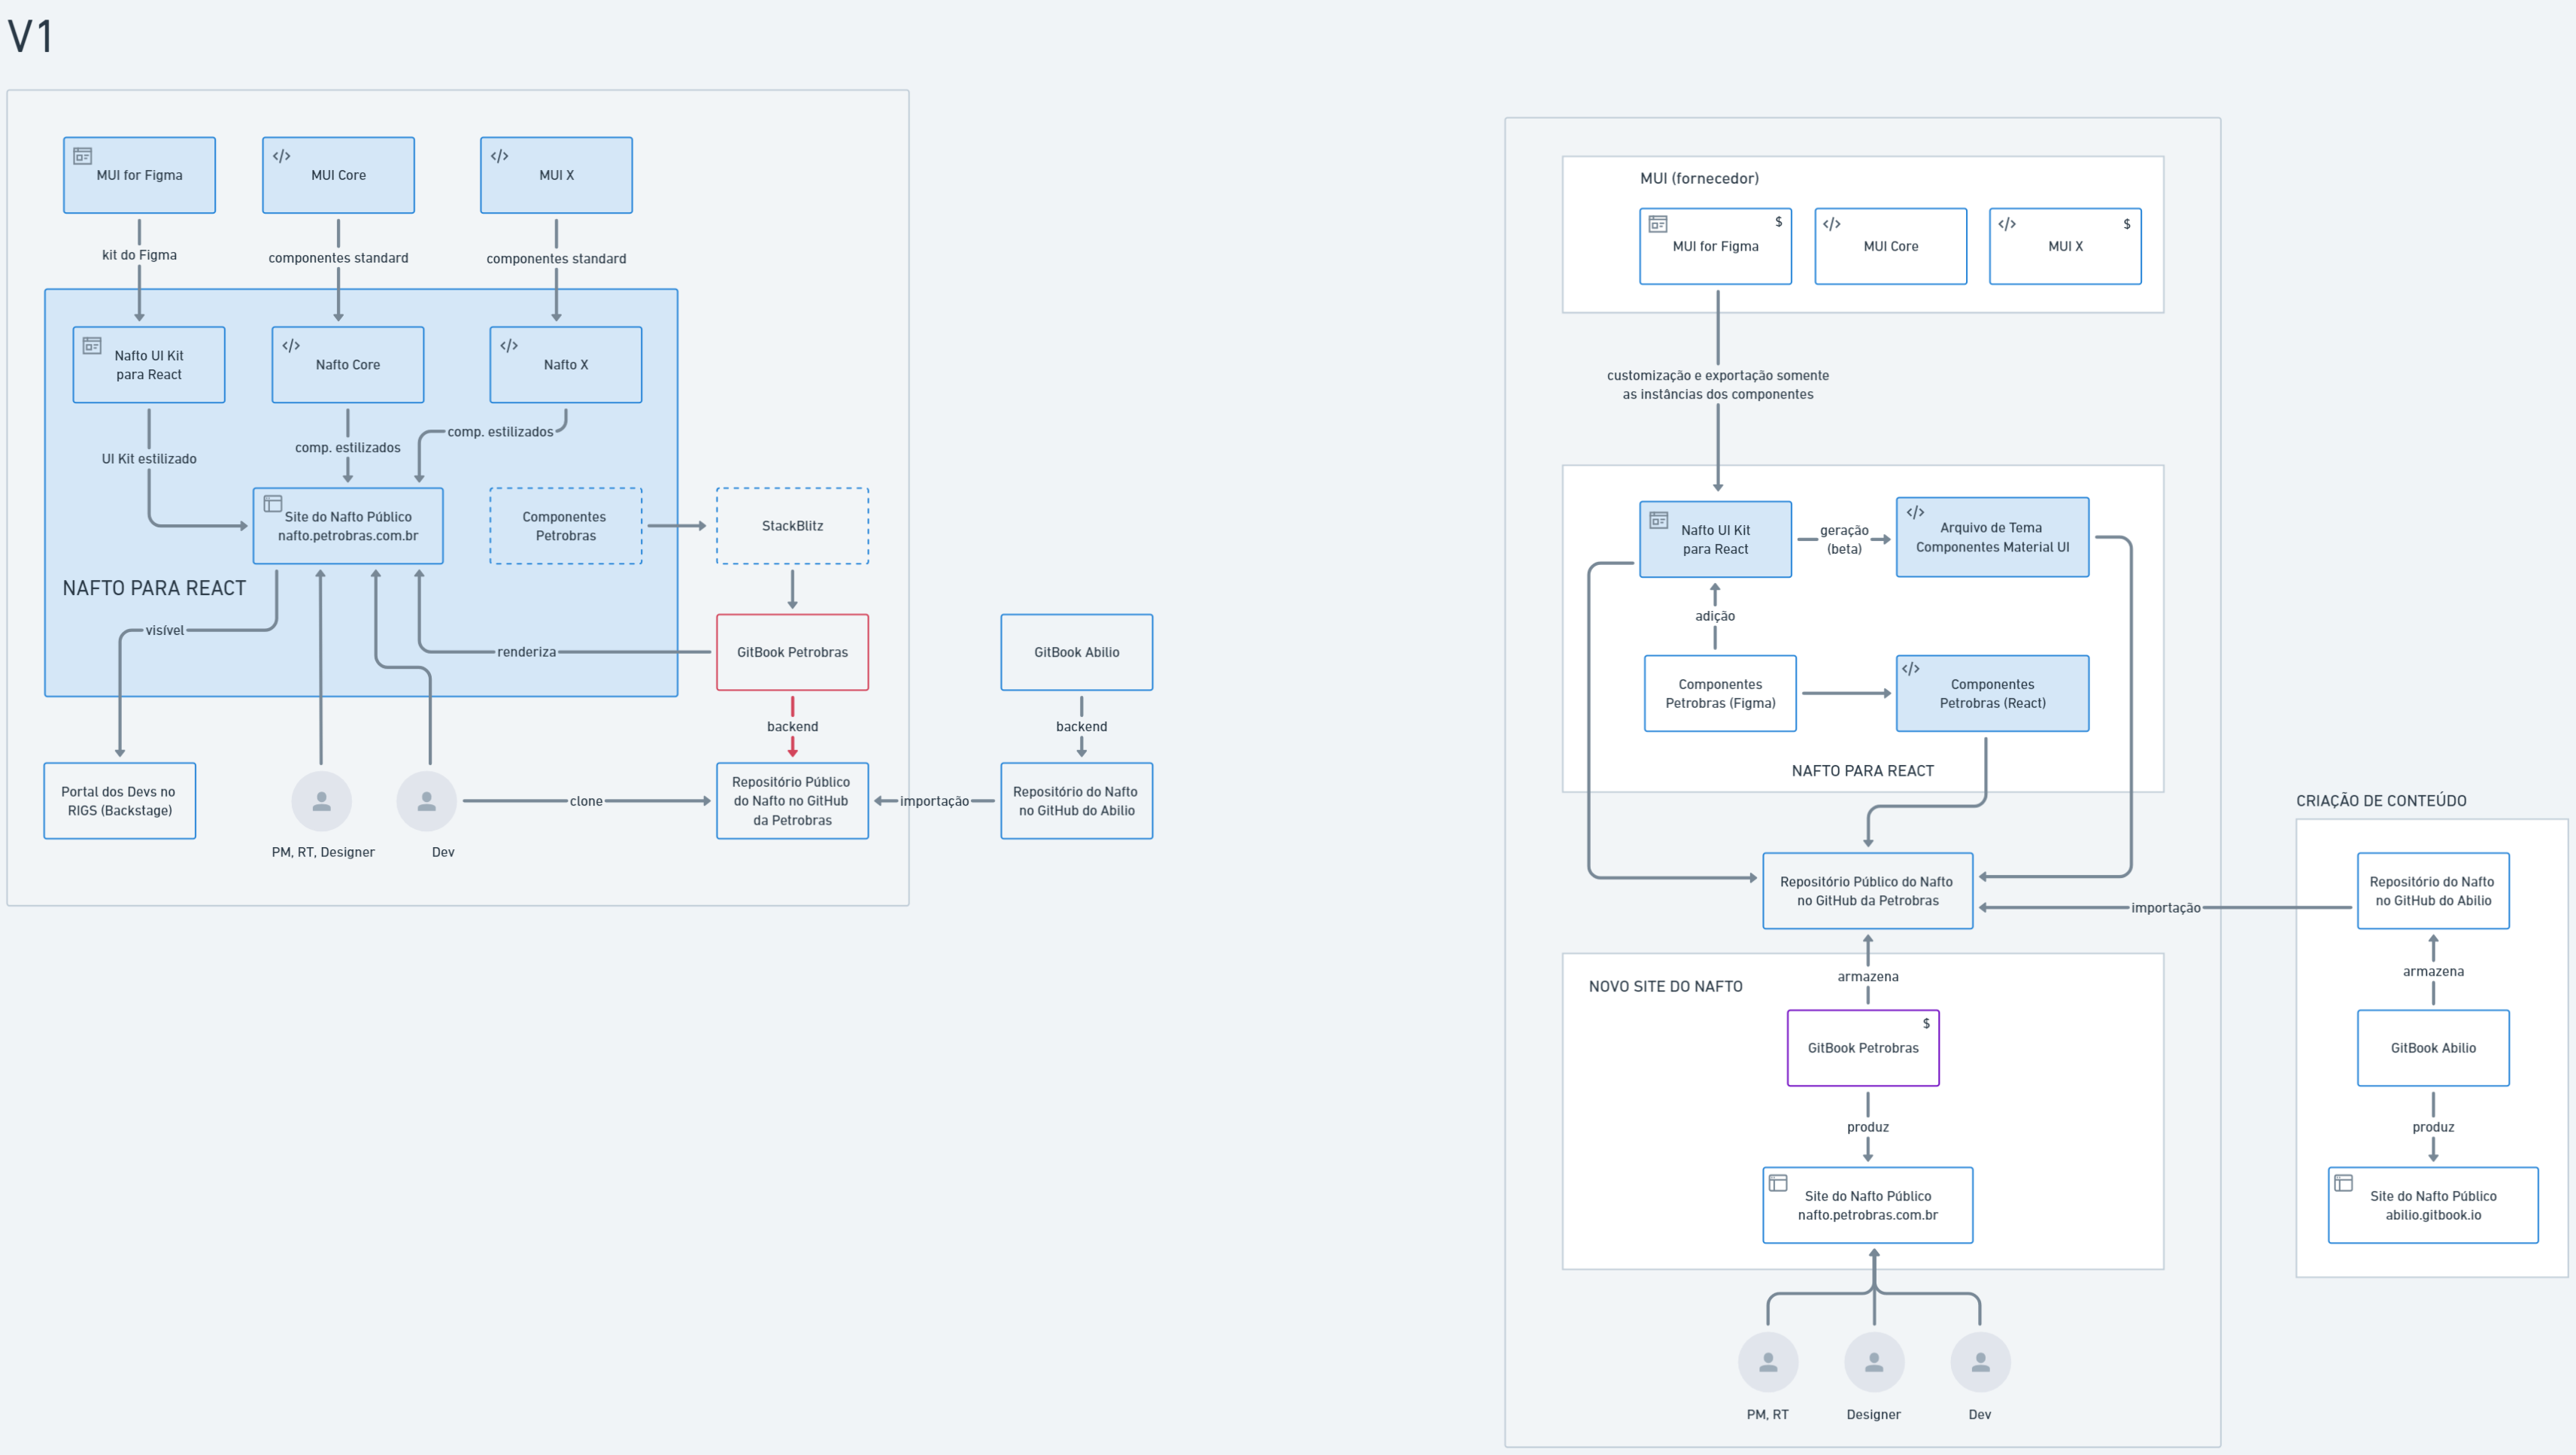 V1
MUI for Figma
MUI Core
MUI X
kit do Figma
componentes standard
componentes standard
Nafto UI Kit
para React
Nafto Core
Nafto X
UI Kit estilizado
comp. estilizados
comp. estilizados
Site do Nafto Público
nafto.petrobras.com.br
Componentes
Petrobras
StackBlitz
NAFTO PARA REACT
visível
renderiza
GitBook Petrobras
GitBook Abilio
backend
backend
Portal dos Devs no
RIGS (Backstage)
PM, RT, Designer
Dev
clone
Repositório Público
do Nafto no GitHub
da Petrobras
importação
Repositório do Nafto
no GitHub do Abilio
MUI (fornecedor)
$
MUI for Figma
MUI Core
$
MUI X
customização e exportação somente
as instâncias dos componentes
Nafto UI Kit
para React
geração
(beta)
Arquivo de Tema
Componentes Material UI
adição
Componentes
Petrobras (Figma)
Componentes
Petrobras (React)
NAFTO PARA REACT
Repositório Público do Nafto
no GitHub da Petrobras
importação
NOVO SITE DO NAFTO
armazena
$
GitBook Petrobras
produz
Site do Nafto Público
nafto.petrobras.com.br
PM, RT
Designer
Dev
CRIAÇÃO DE CONTEÚDO
Repositório do Nafto
no GitHub do Abilio
armazena
GitBook Abilio
produz
Site do Nafto Público
abilio.gitbook.io